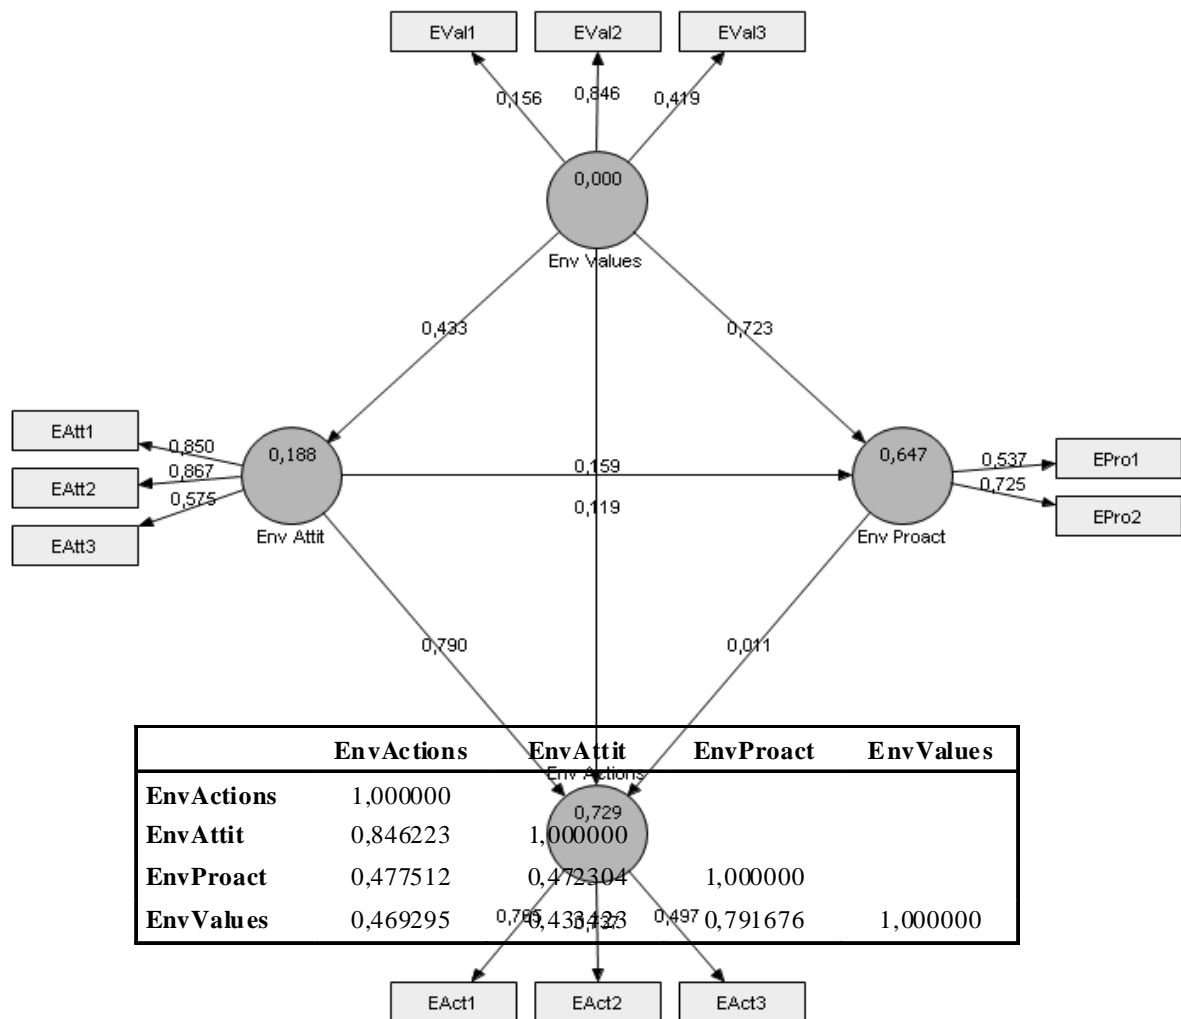 EVal1 EVal2 EVal3
0,156 0,846 0,419
0,000
Env Values
0,433 0,723
EAtt1 0,850 0,188 0,159 0,647 0,537 EPro1
EAtt2 0,867 0,119 0,725 EPro2
EAtt3 0,575 Env Attit Env Proact
0,790 0,011
EnvActions EnvAttit EnvProact EnvValues
Env Actions
EnvActions 1,000000
0,729
EnvAttit 0,846223 1,000000
EnvProact 0,477512 0,472304 1,000000
EnvValues 0,469295 0,433423 0,791676 1,000000
0,497
EAct1 EAct2 EAct3